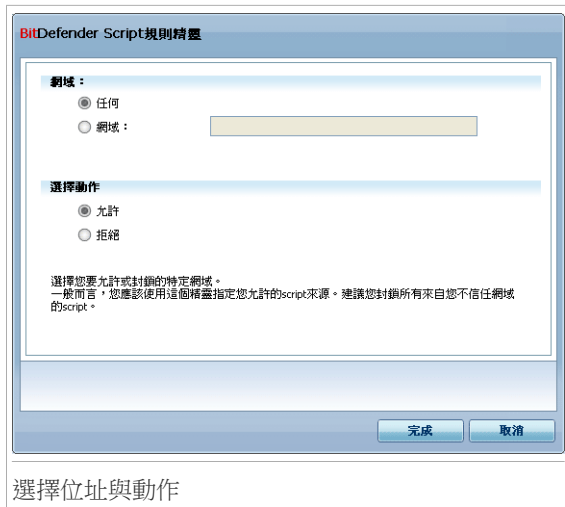 BitDefender Script規則精靈
網域：
任何
網域：
選擇動作
允許
拒絕
選擇您要允許或封鎖的特定網域。
一般而言，您應該使用這個精靈指定您允許的script來源。建議您封鎖所有來自您不信任網域
的script。
完成
取消
選擇位址與動作